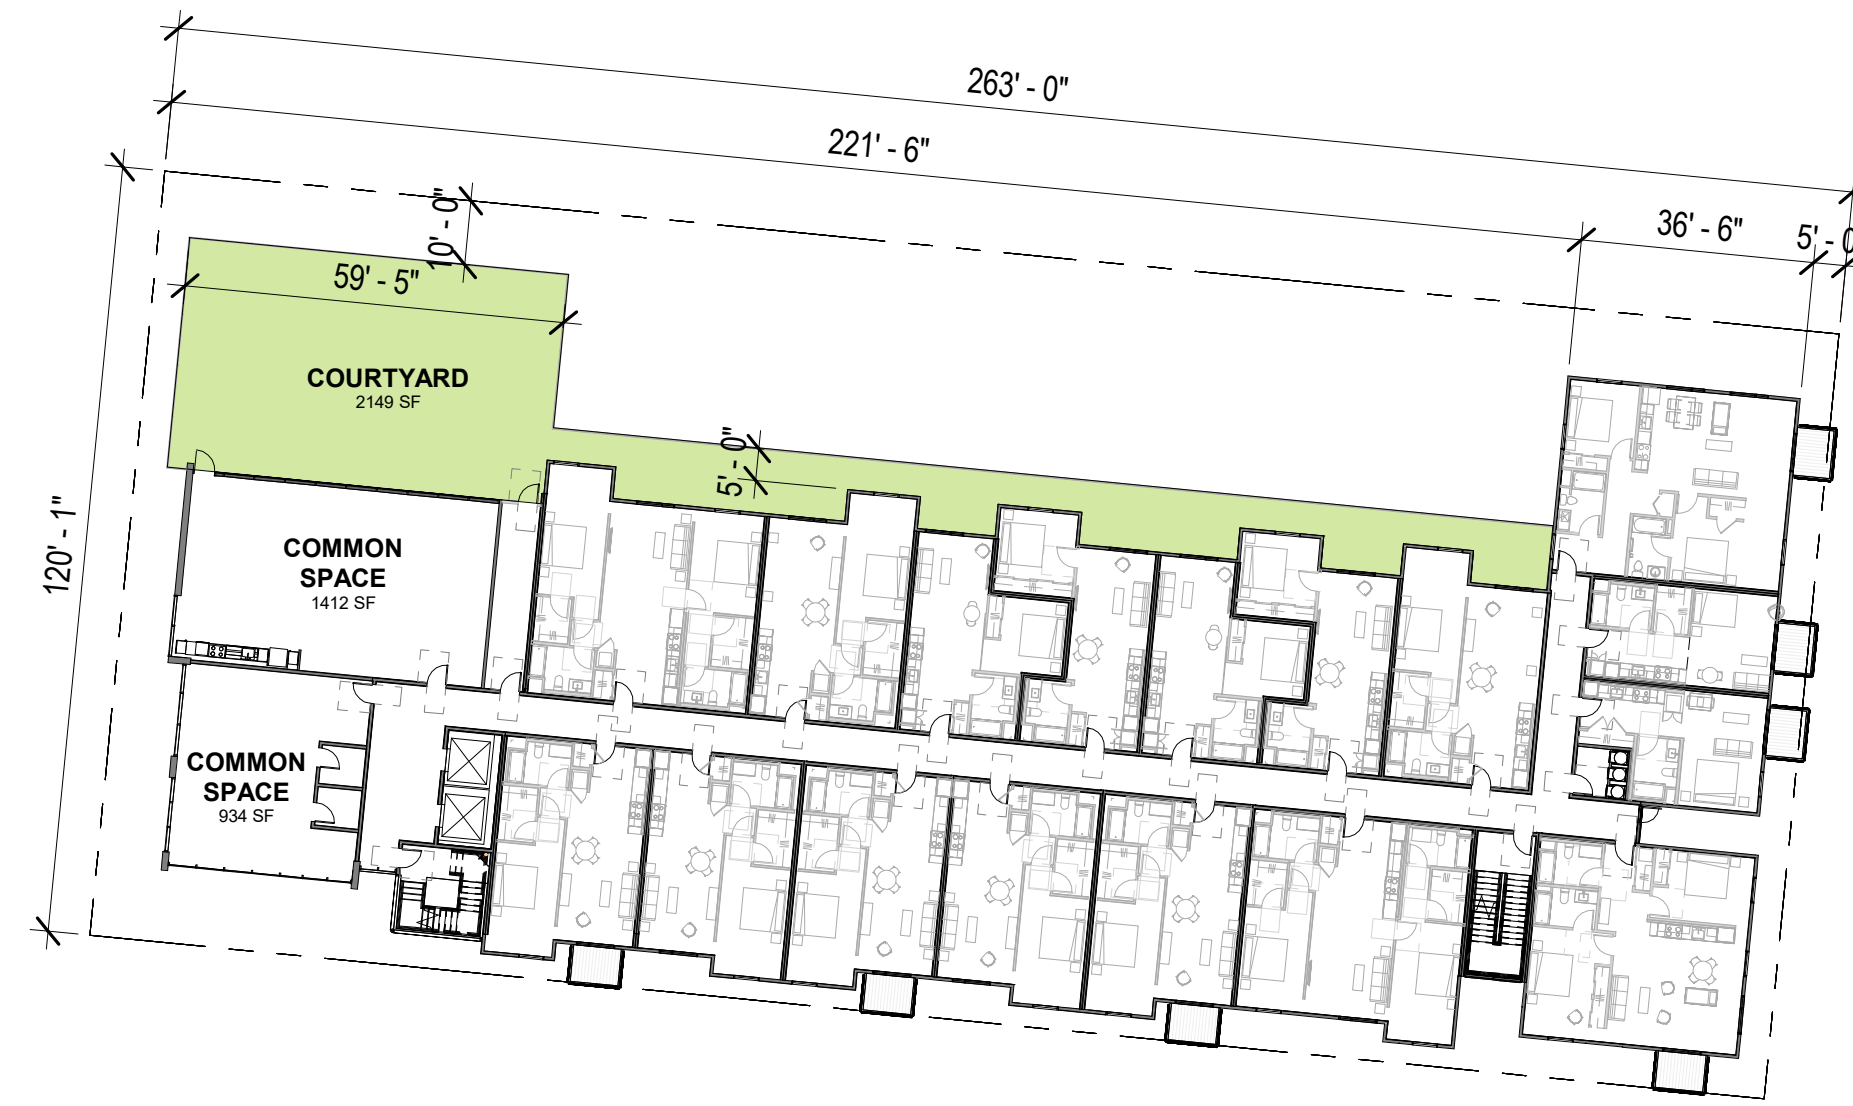 263' - 0"
221' - 6"
36' - 6"
10' - 0"
59' - 5"
COURTYARD
2149 SF
5' - 0"
120' - 1"
COMMON
SPACE
1412 SF
COMMON
SPACE
934 SF